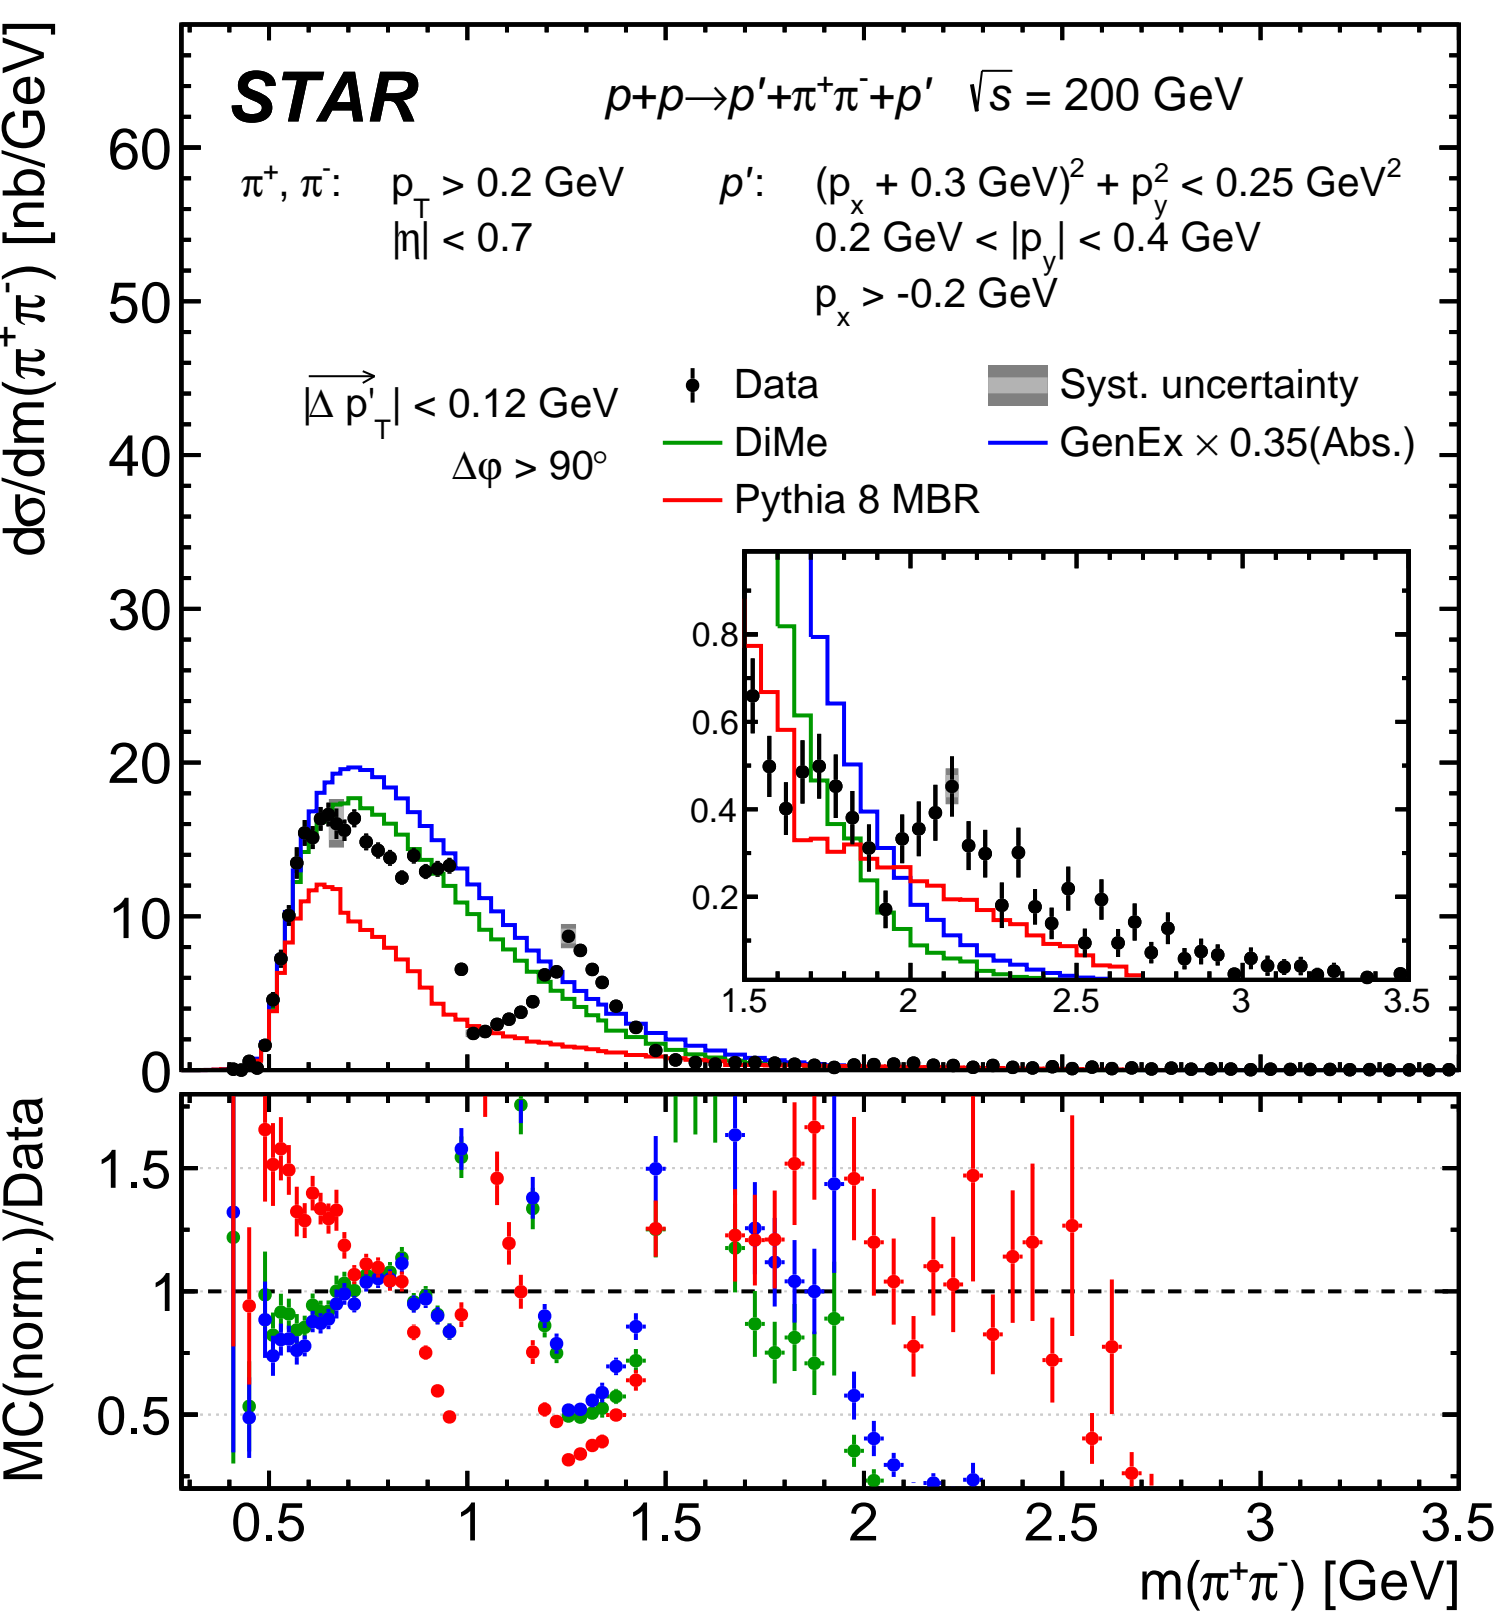 STAR p+p→p′+π⁺π⁻+p′ √s = 200 GeV
π⁺, π⁻: p_T > 0.2 GeV p′: (p_x + 0.3 GeV)² + p_y² < 0.25 GeV²
|η| < 0.7 0.2 GeV < |p_y| < 0.4 GeV
p_x > -0.2 GeV
|Δ p'_T| < 0.12 GeV
Δφ > 90°
Data Syst. uncertainty
DiMe GenEx × 0.35(Abs.)
Pythia 8 MBR
dσ/dm(π⁺π⁻) [nb/GeV]
60
50
40
30
20
10
0
0.8
0.6
0.4
0.2
1.5 2 2.5 3 3.5
MC(norm.)/Data
1.5
1
0.5
0.5 1 1.5 2 2.5 3 3.5
m(π⁺π⁻) [GeV]